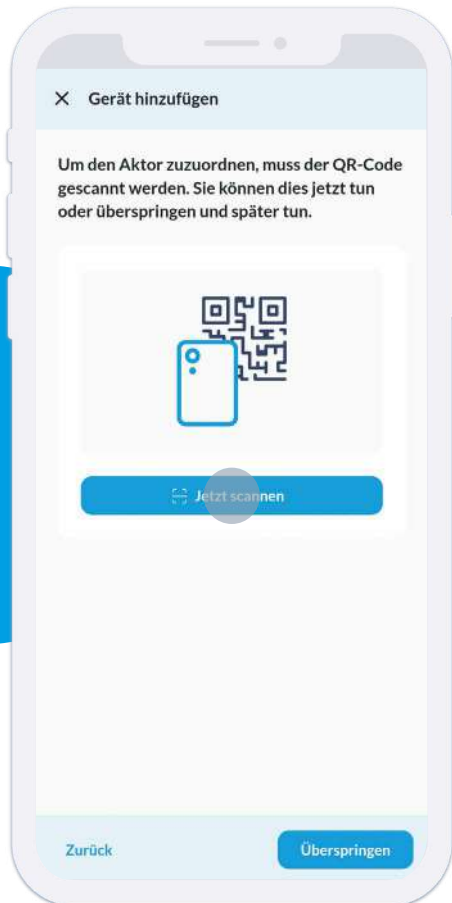 Gerät hinzufügen
Um den Aktor zuzuordnen, muss der QR-Code
gescannt werden. Sie können dies jetzt tun
oder überspringen und später tun.
Jetzt scannen
Zurück
Überspringen